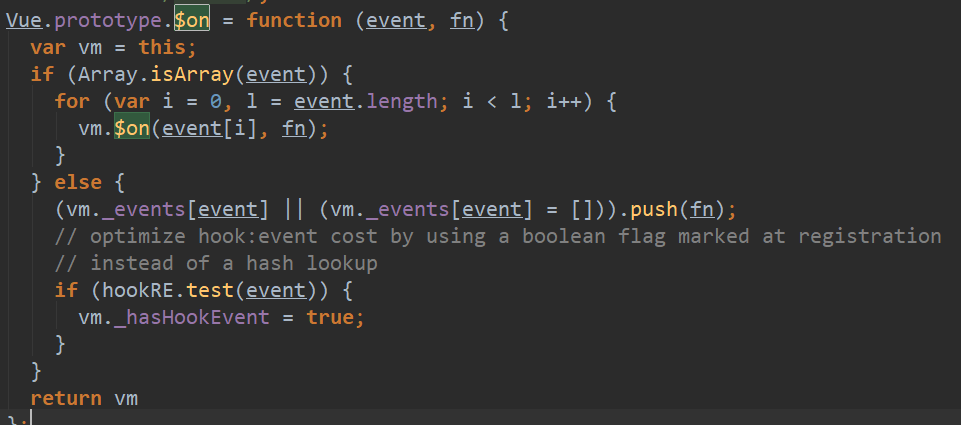 Vue.prototype.$on = function (event, fn) {
  var vm = this;
  if (Array.isArray(event)) {
    for (var i = 0, l = event.length; i < l; i++) {
      vm.$on(event[i], fn);
    }
  } else {
    (vm._events[event] || (vm._events[event] = [])).push(fn);
    // optimize hook:event cost by using a boolean flag marked at registration
    // instead of a hash lookup
    if (hookRE.test(event)) {
      vm._hasHookEvent = true;
    }
  }
  return vm
};